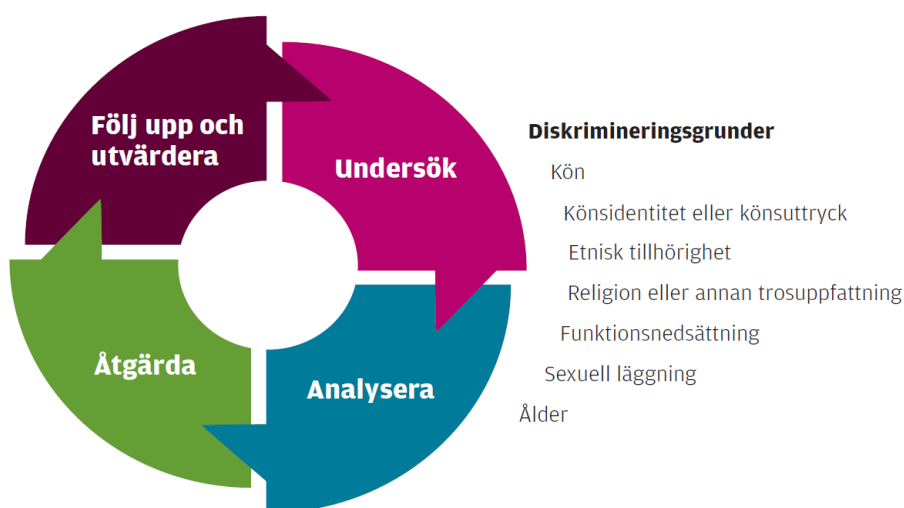 Följ upp och
utvärdera
Undersök
Analysera
Åtgärda
Diskrimineringsgrunder
Kön
Könsidentitet eller könsuttryck
Etnisk tillhörighet
Religion eller annan trosuppfattning
Funktionsnedsättning
Sexuell läggning
Ålder